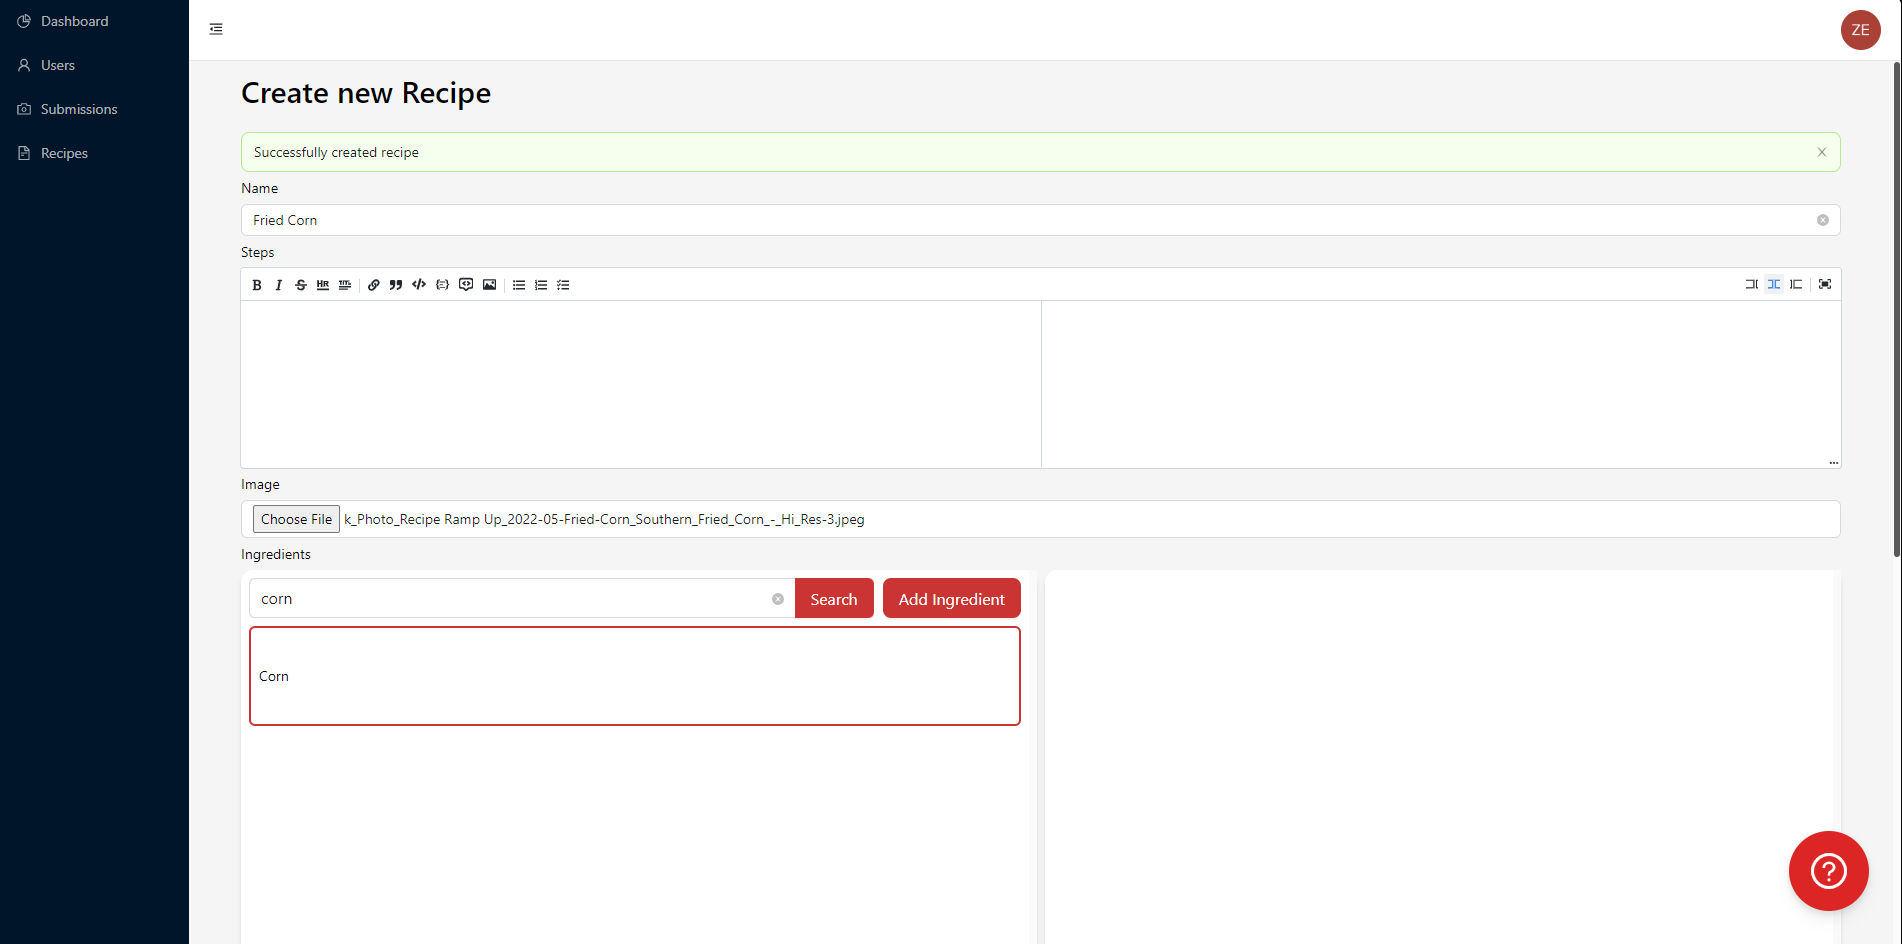 Dashboard
Users
Submissions
Recipes
ZE
Create new Recipe
Successfully created recipe
Name
Fried Corn
Steps
B I S HR TITL
Image
Choose File k_Photo_Recipe Ramp Up_2022-05-Fried-Corn_Southern_Fried_Corn_-_Hi_Res-3.jpeg
Ingredients
corn Search Add Ingredient
Corn